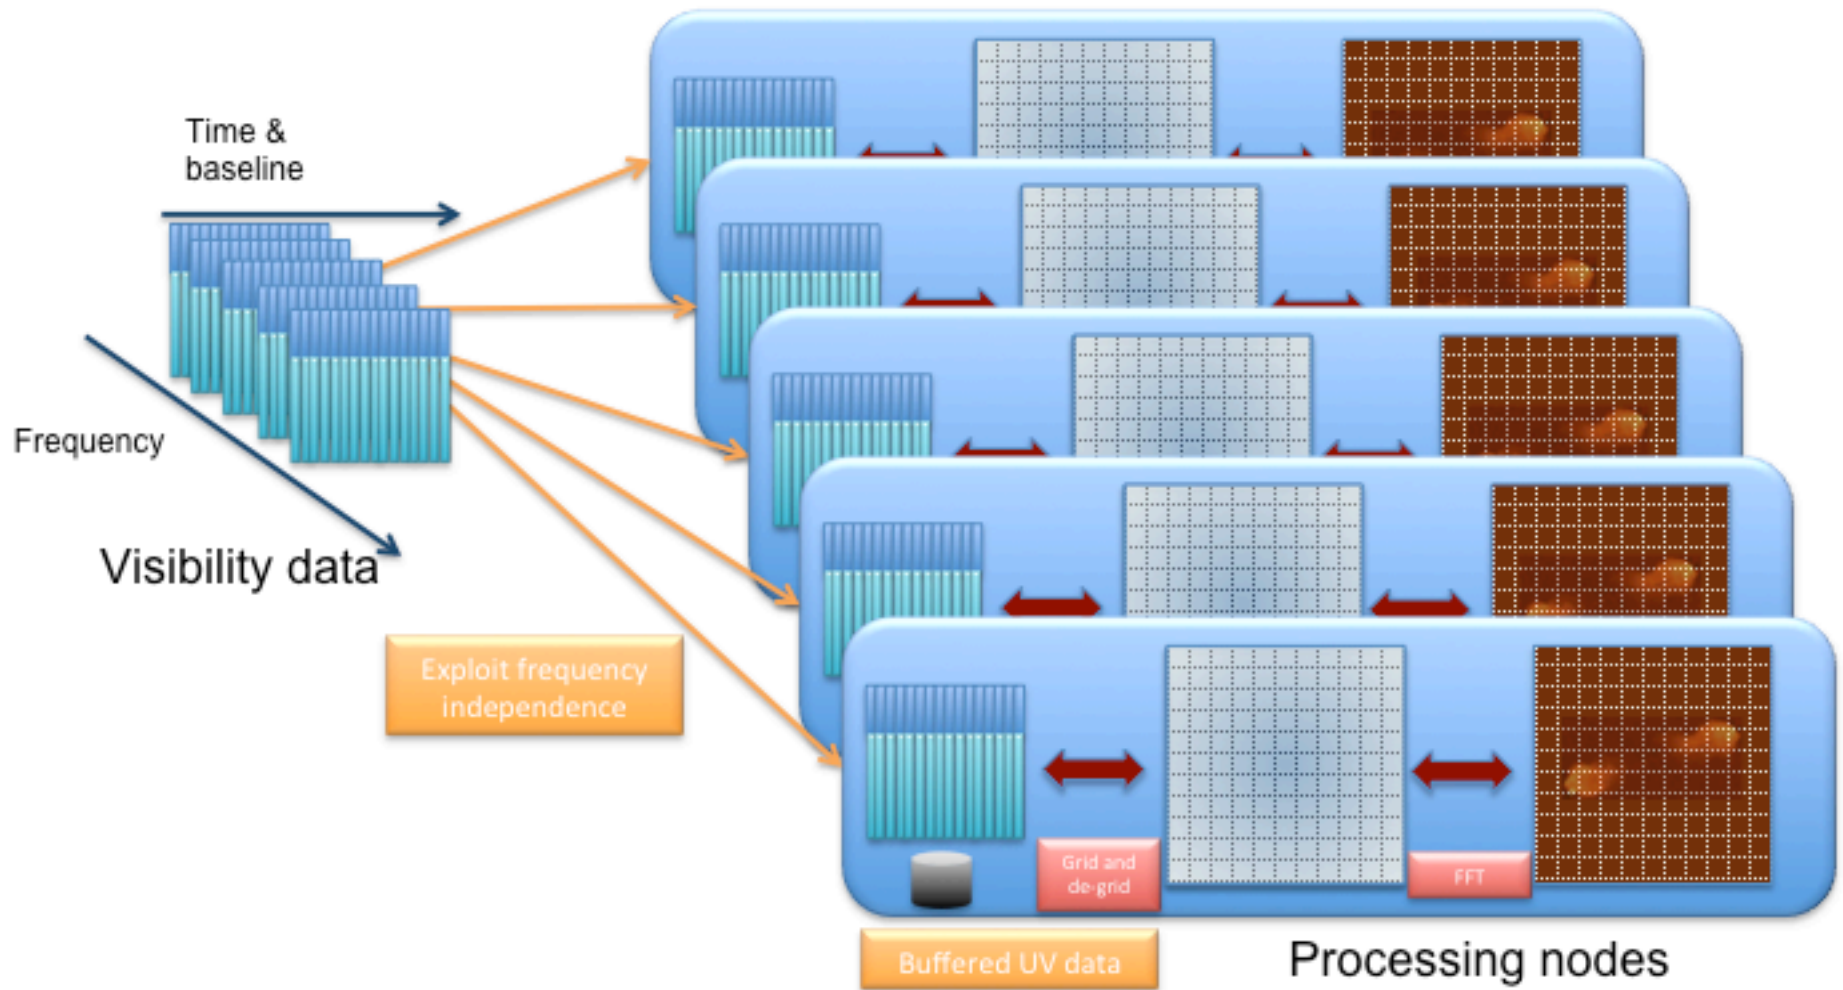 Time &
baseline
Frequency
Visibility data
Exploit frequency
independence
Grid and
de-grid
FFT
Buffered UV data
Processing nodes